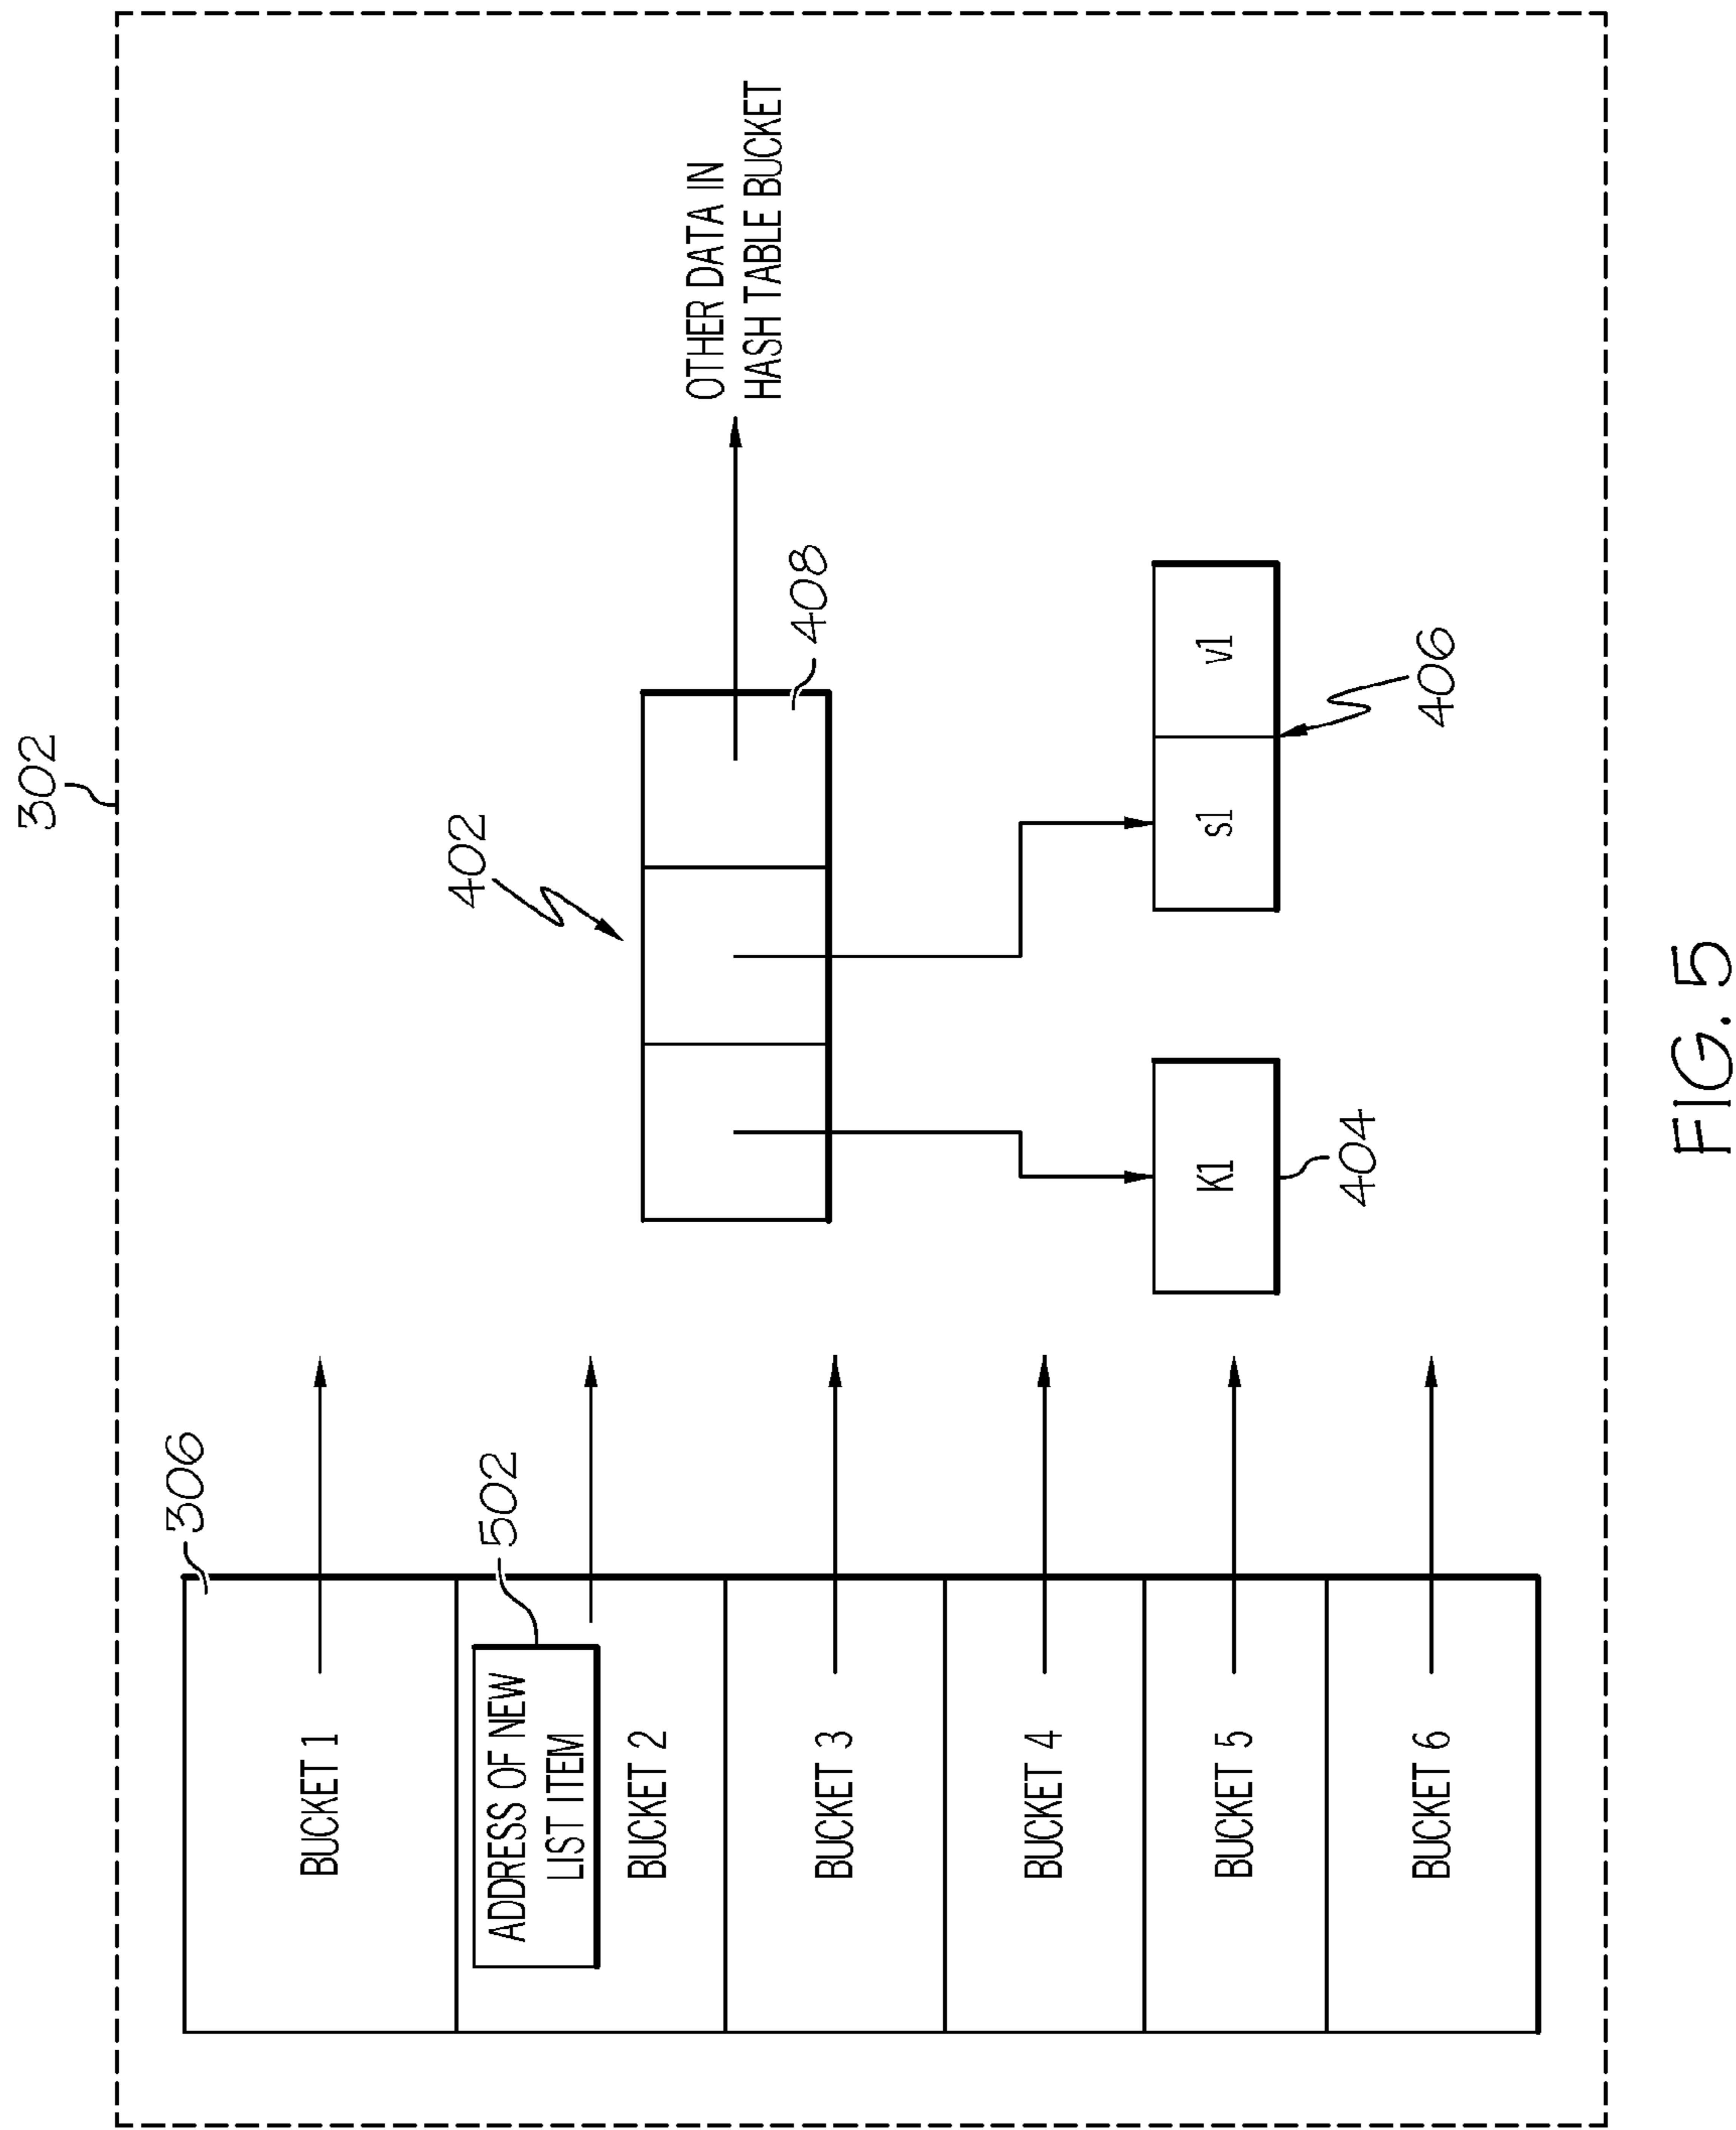 302
306
BUCKET 1
502
ADDRESS OF NEW
LIST ITEM
BUCKET 2
BUCKET 3
BUCKET 4
BUCKET 5
BUCKET 6
402
408
OTHER DATA IN
HASH TABLE BUCKET
K1
404
s1
v1
406
FIG. 5